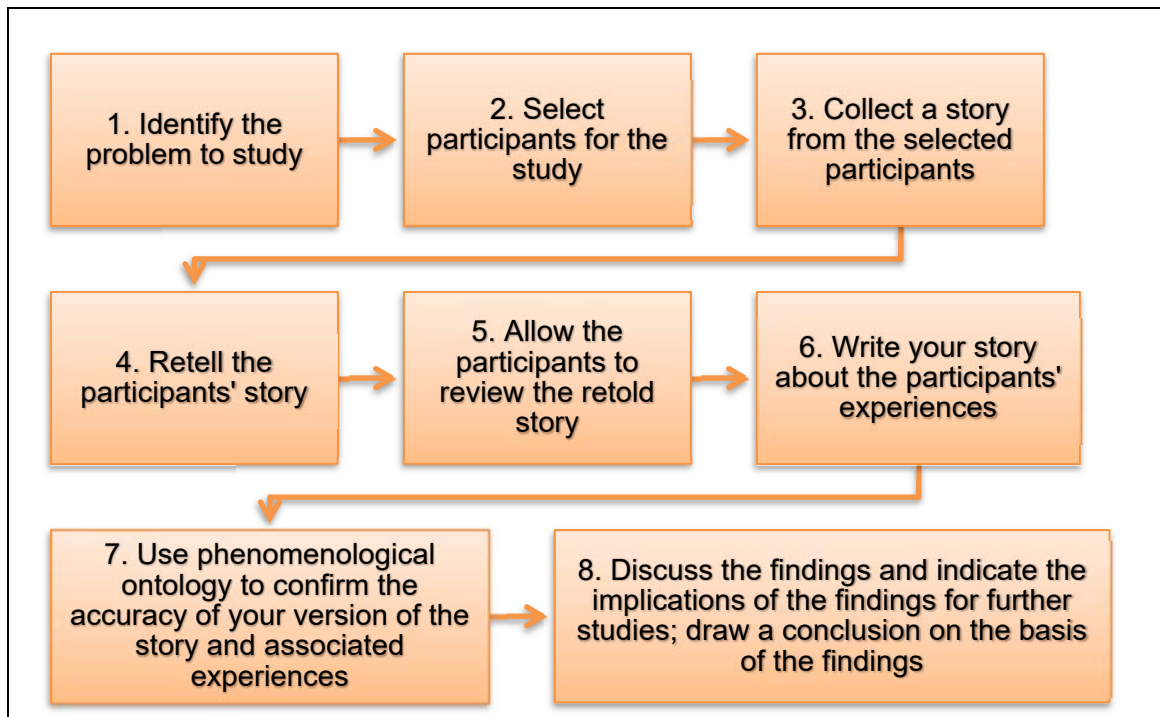 1. Identify the
problem to study
2. Select
participants for the
study
3. Collect a story
from the selected
participants
4. Retell the
participants' story
5. Allow the
participants to
review the retold
story
6. Write your story
about the participants'
experiences
7. Use phenomenological
ontology to confirm the
accuracy of your version of the
story and associated
experiences
8. Discuss the findings and indicate the
implications of the findings for further
studies; draw a conclusion on the basis
of the findings